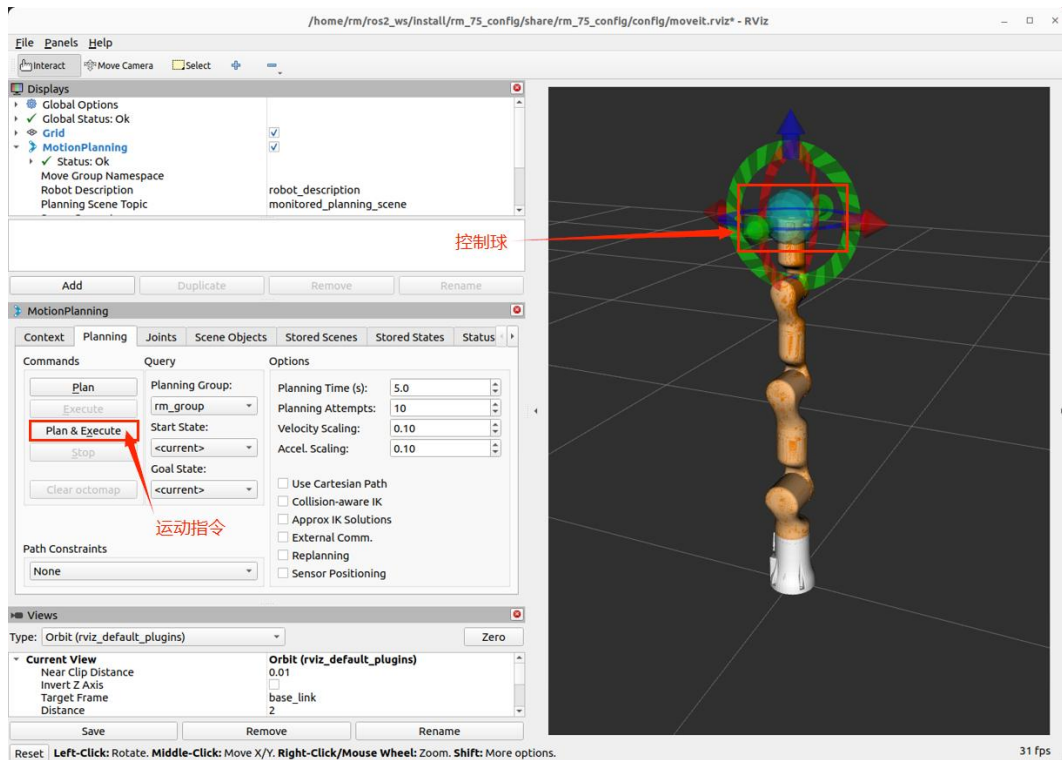 /home/rm/ros2_ws/install/rm_75_config/share/rm_75_config/config/moveit.rviz* - RViz
File Panels Help
Interact Move Camera Select
Displays
Global Options
Global Status: Ok
Grid
MotionPlanning
Status: Ok
Move Group Namespace
Robot Description robot_description
Planning Scene Topic monitored_planning_scene
控制球
Add Duplicate Remove Rename
MotionPlanning
Context Planning Joints Scene Objects Stored Scenes Stored States Status
Commands Query Options
Plan Planning Group: Planning Time (s): 5.0
Execute rm_group Planning Attempts: 10
Plan & Execute Start State: Velocity Scaling: 0.10
Stop <current> Accel. Scaling: 0.10
Goal State:
Clear octomap <current> Use Cartesian Path
Collision-aware IK
Approx IK Solutions
运动指令 External Comm.
Path Constraints Replanning
None Sensor Positioning
Views
Type: Orbit (rviz_default_plugins) Zero
Current View Orbit (rviz_default_plugins)
Near Clip Distance 0.01
Invert Z Axis
Target Frame base_link
Distance 2
Save Remove Rename
Reset Left-Click: Rotate. Middle-Click: Move X/Y. Right-Click/Mouse Wheel: Zoom. Shift: More options. 31 fps